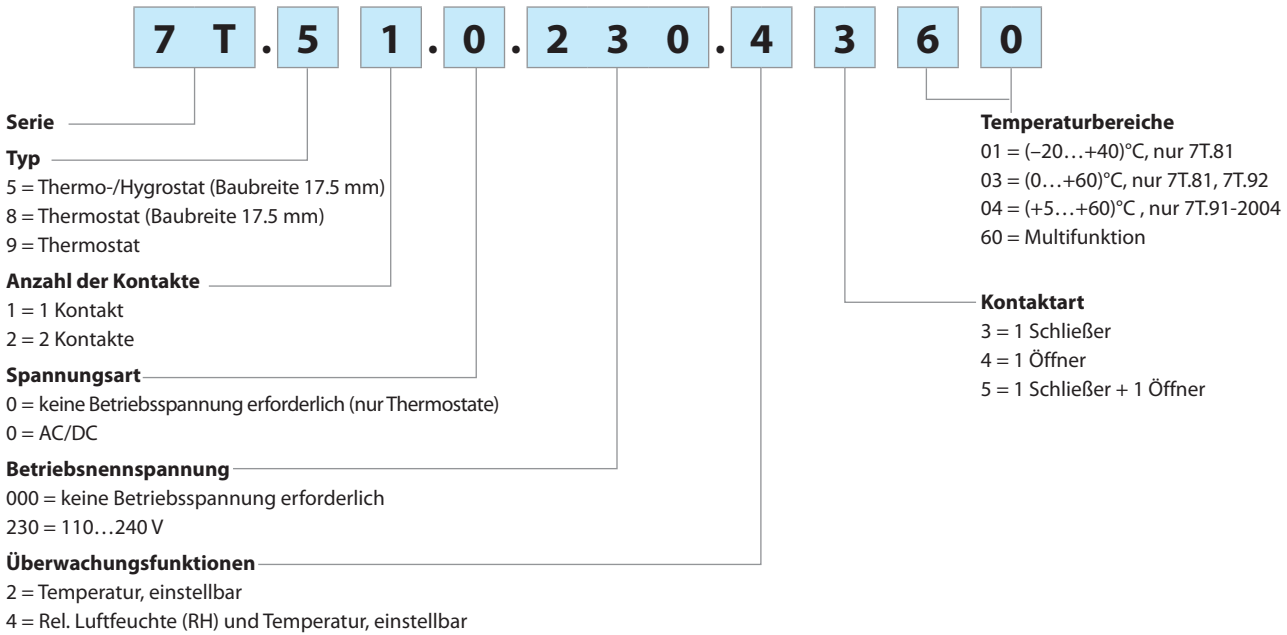 7 T . 5 1 . 0 . 2 3 0 . 4 3 6 0
Serie
Typ
5 = Thermo-/Hygrostat (Baubreite 17.5 mm)
8 = Thermostat (Baubreite 17.5 mm)
9 = Thermostat
Anzahl der Kontakte
1 = 1 Kontakt
2 = 2 Kontakte
Spannungsart
0 = keine Betriebsspannung erforderlich (nur Thermostate)
0 = AC/DC
Betriebsnennspannung
000 = keine Betriebsspannung erforderlich
230 = 110…240 V
Überwachungsfunktionen
2 = Temperatur, einstellbar
4 = Rel. Luftfeuchte (RH) und Temperatur, einstellbar
Temperaturbereiche
01 = (–20…+40)°C, nur 7T.81
03 = (0…+60)°C, nur 7T.81, 7T.92
04 = (+5…+60)°C , nur 7T.91-2004
60 = Multifunktion
Kontaktart
3 = 1 Schließer
4 = 1 Öffner
5 = 1 Schließer + 1 Öffner